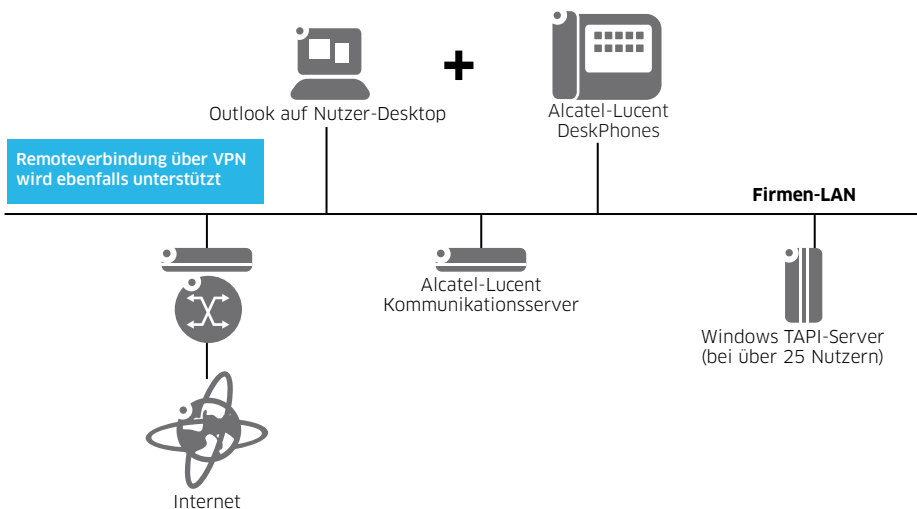 Outlook auf Nutzer-Desktop
+
Alcatel-Lucent
DeskPhones
Remoteverbindung über VPN
wird ebenfalls unterstützt
Firmen-LAN
Alcatel-Lucent
Kommunikationsserver
Windows TAPI-Server
(bei über 25 Nutzern)
Internet